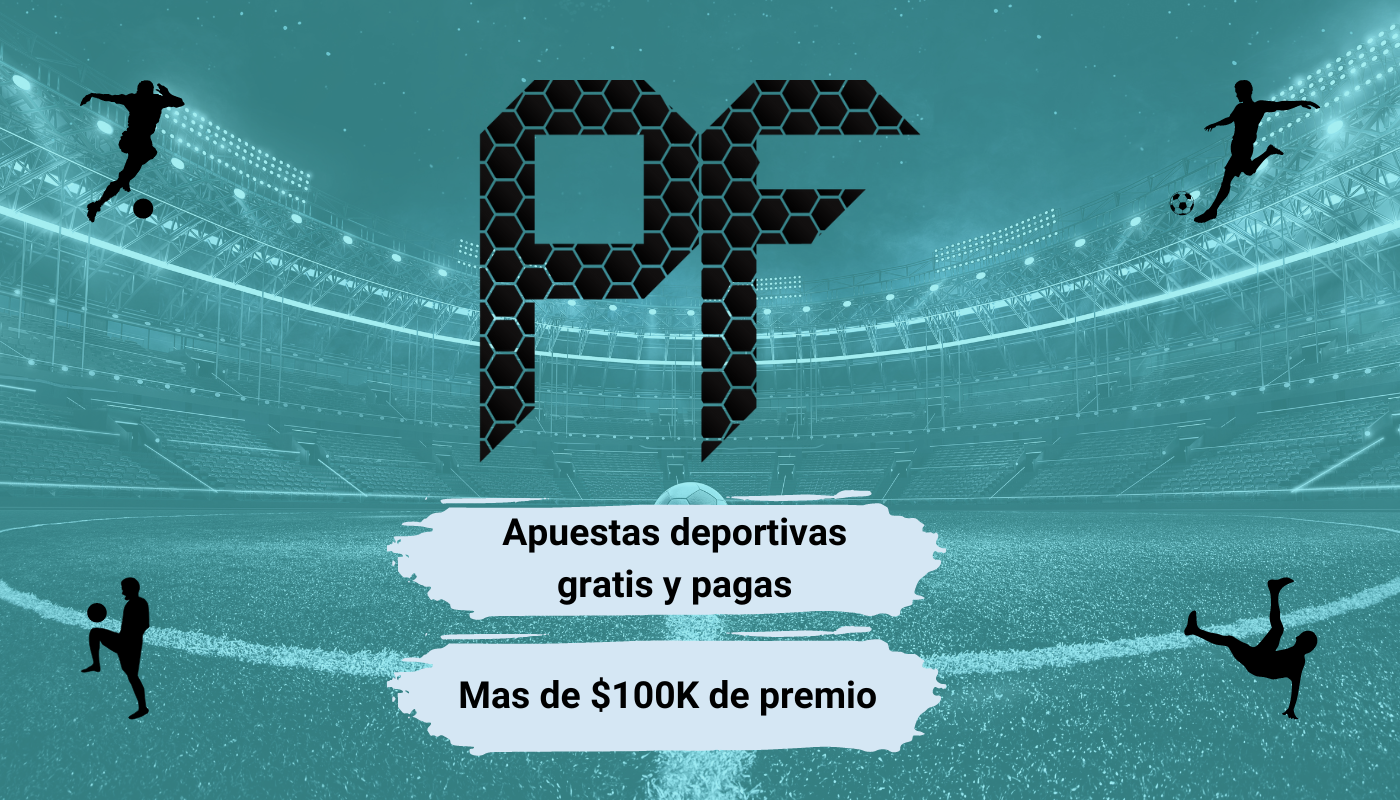 PF
Apuestas deportivas
gratis y pagas
Mas de $100K de premio